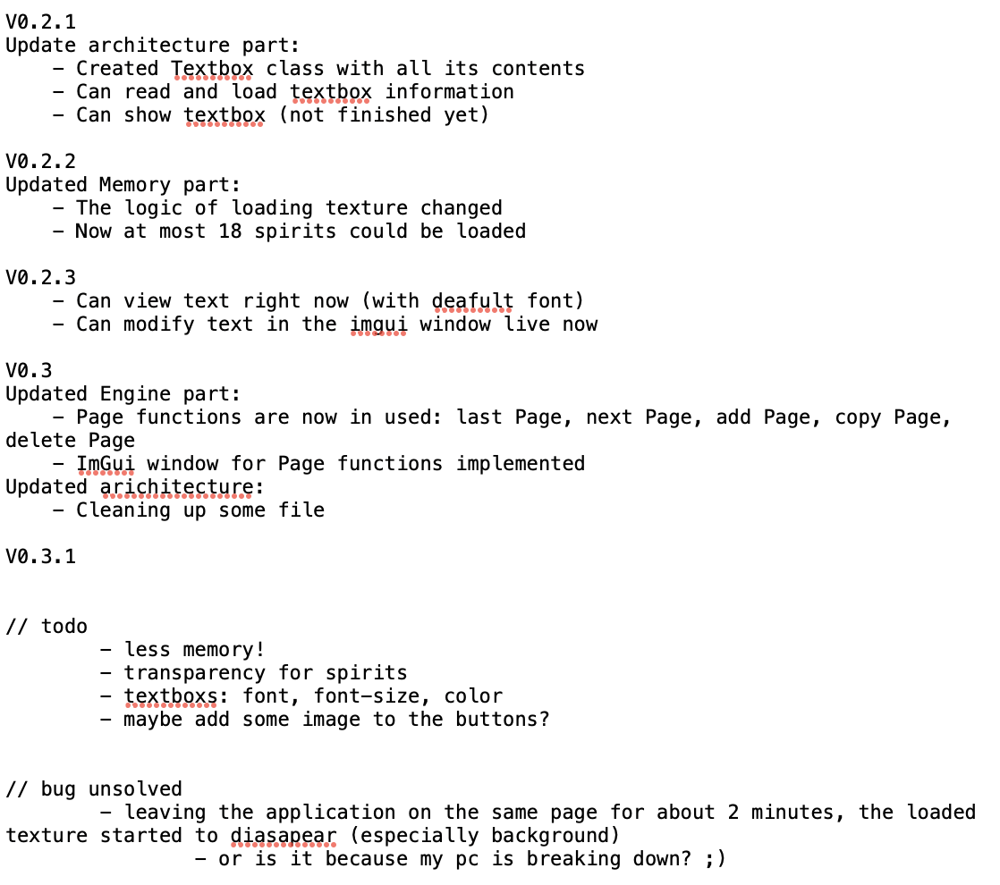 V0.2.1
Update architecture part:
    - Created Textbox class with all its contents
    - Can read and load textbox information
    - Can show textbox (not finished yet)

V0.2.2
Updated Memory part:
    - The logic of loading texture changed
    - Now at most 18 spirits could be loaded

V0.2.3
    - Can view text right now (with deafult font)
    - Can modify text in the imgui window live now

V0.3
Updated Engine part:
    - Page functions are now in used: last Page, next Page, add Page, copy Page,
delete Page
    - ImGui window for Page functions implemented
Updated arichitecture:
    - Cleaning up some file

V0.3.1

// todo
        - less memory!
        - transparency for spirits
        - textboxs: font, font-size, color
        - maybe add some image to the buttons?

// bug unsolved
        - leaving the application on the same page for about 2 minutes, the loaded
texture started to diasapear (especially background)
                - or is it because my pc is breaking down? ;)